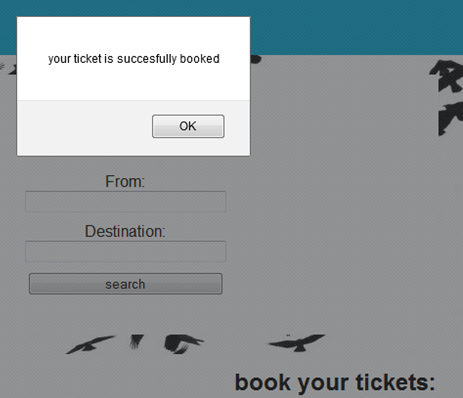 your ticket is succesfully booked
OK
From:
Destination:
search
book your tickets: